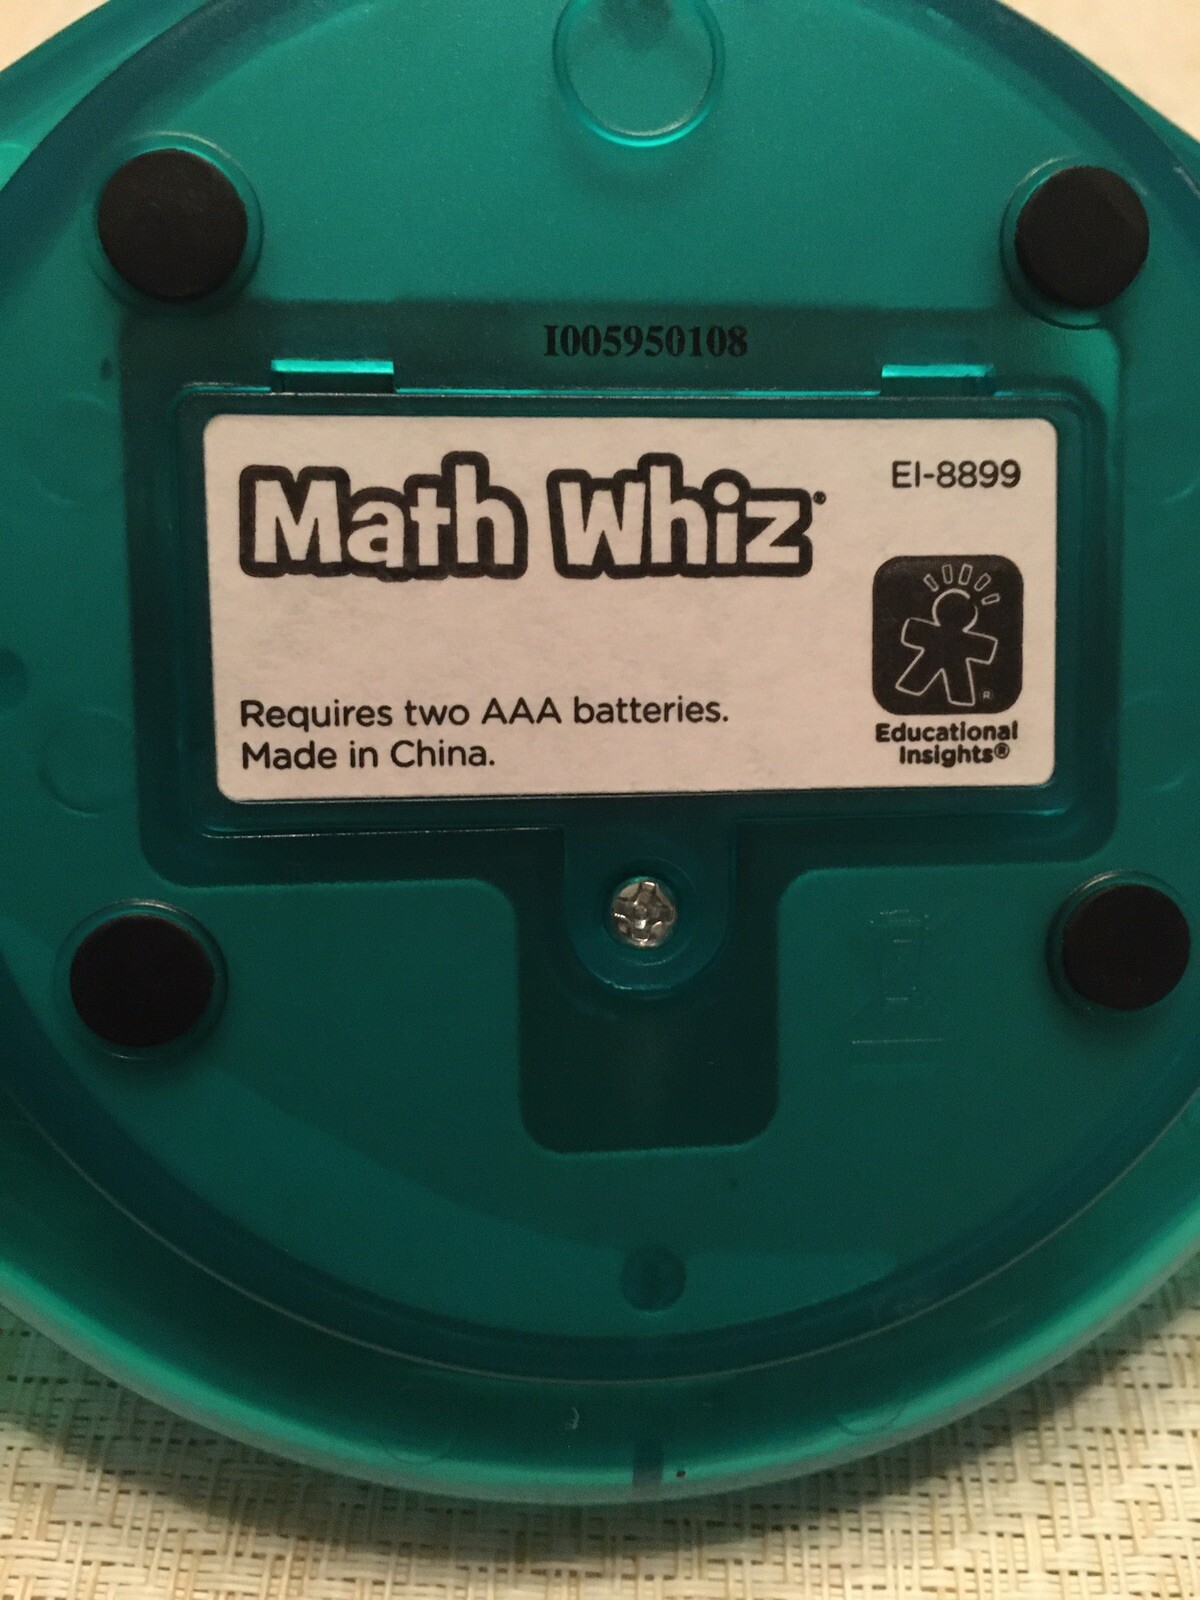 I005950108
Math Whiz®
EI-8899
Requires two AAA batteries.
Made in China.
®
Educational
Insights®